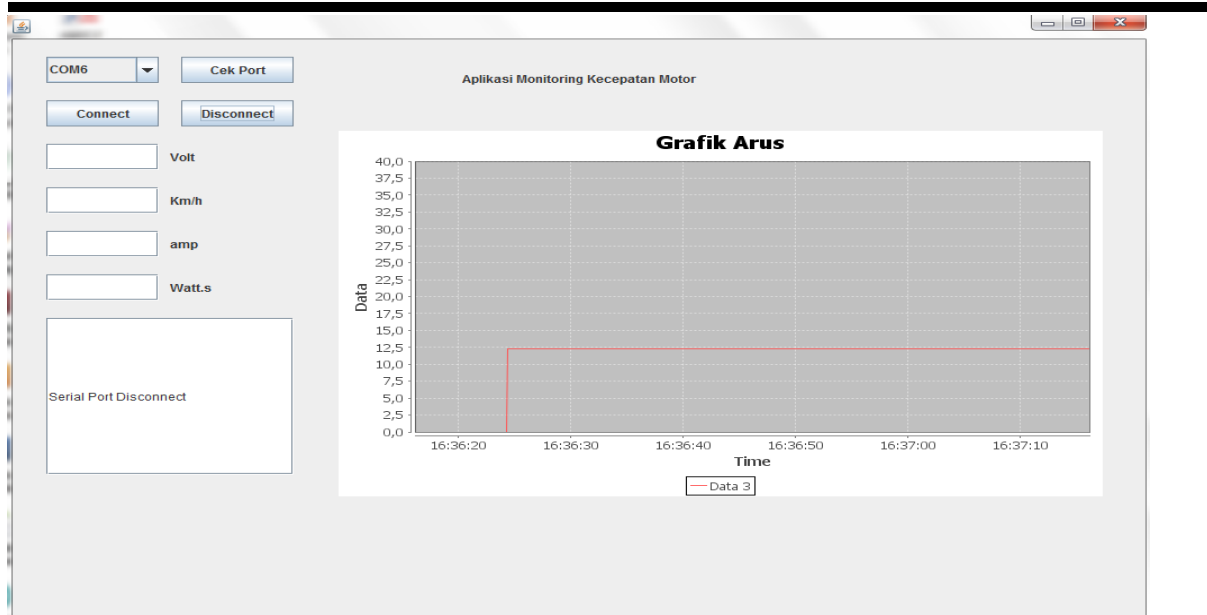 COM6
Cek Port
Aplikasi Monitoring Kecepatan Motor
Connect
Disconnect
Volt
Km/h
amp
Watt.s
Serial Port Disconnect
Grafik Arus
40,0
37,5
35,0
32,5
30,0
27,5
25,0
22,5
20,0
17,5
15,0
12,5
10,0
7,5
5,0
2,5
0,0
Data
16:36:20 16:36:30 16:36:40 16:36:50 16:37:00 16:37:10
Time
Data 3